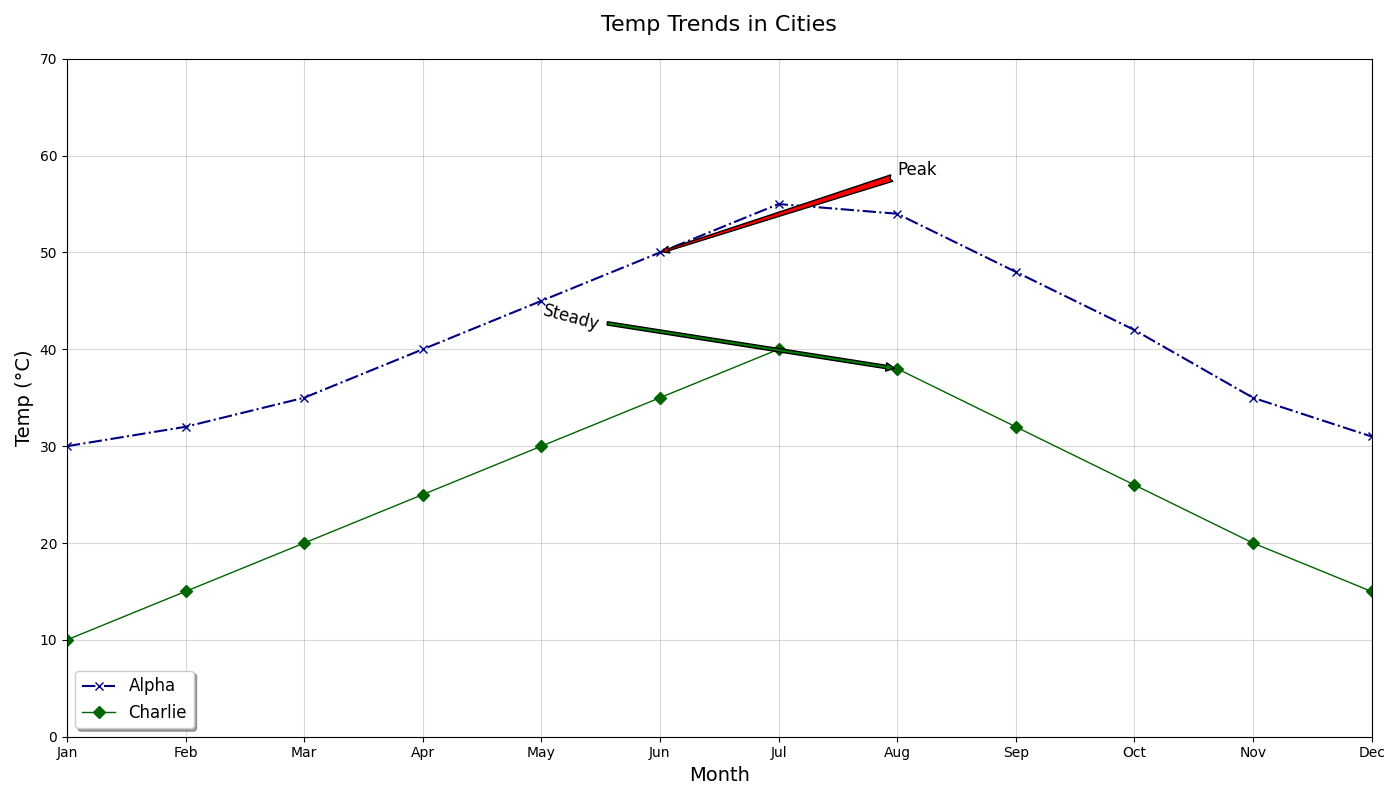 Temp Trends in Cities
70
60
50
40
30
20
10
0
Temp (°C)
Peak
Steady
Alpha
Charlie
Jan Feb Mar Apr May Jun Jul Aug Sep Oct Nov Dec
Month